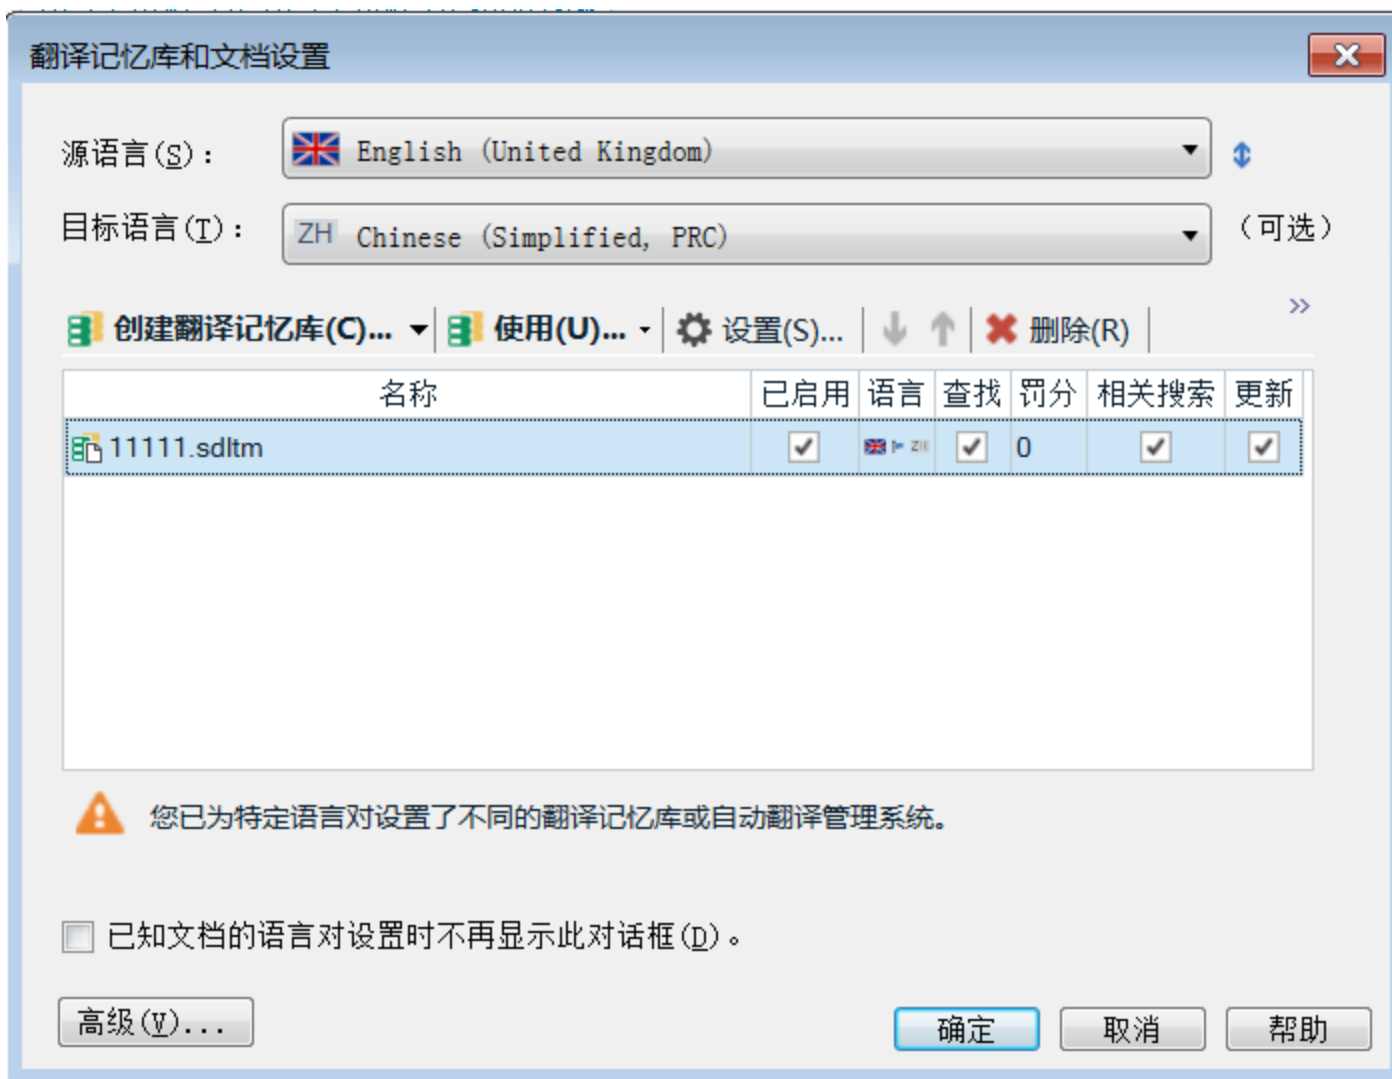 翻译记忆库和文档设置
源语言(S): English (United Kingdom)
目标语言(T): ZH Chinese (Simplified, PRC) (可选)
创建翻译记忆库(C)... 使用(U)... 设置(S)... 删除(R) »
名称 已启用 语言 查找 罚分 相关搜索 更新
11111.sdltm ZH 0
您已为特定语言对设置了不同的翻译记忆库或自动翻译管理系统。
已知文档的语言对设置时不再显示此对话框(D)。
高级(V)... 确定 取消 帮助